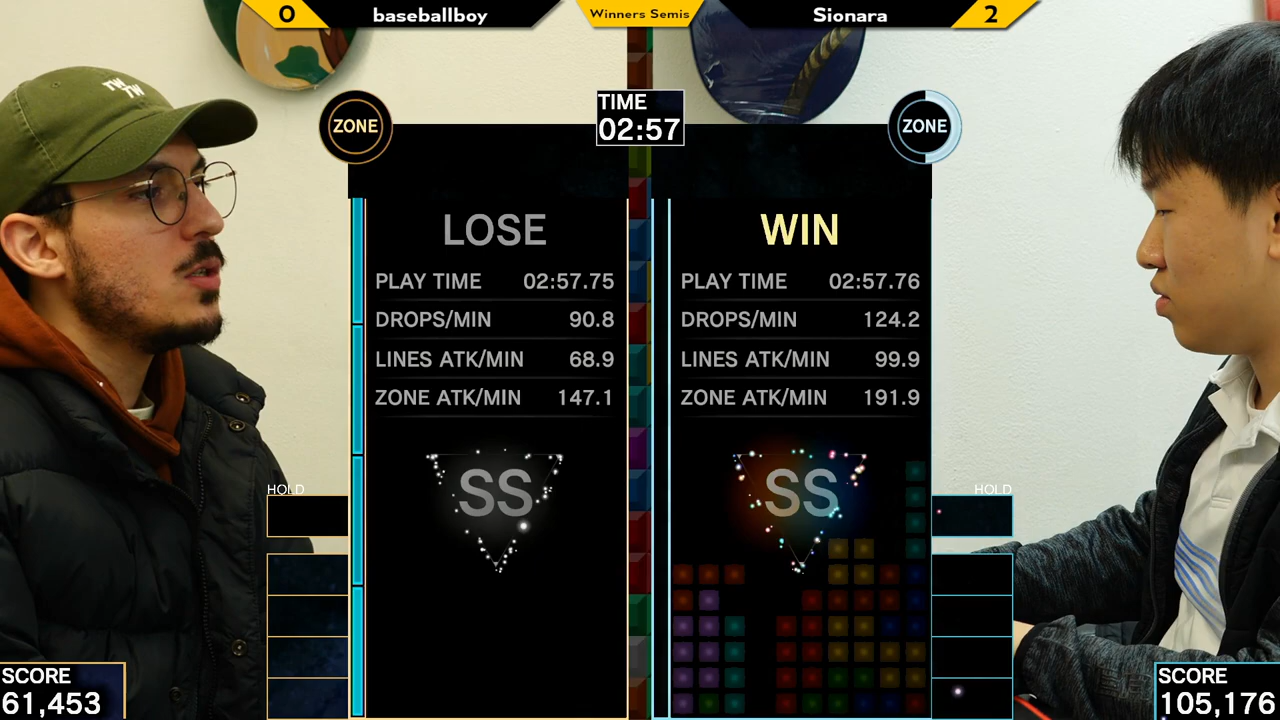 0 baseballboy Winners Semis Sionara 2
TW
TW
ZONE
TIME
02:57
ZONE
LOSE
PLAY TIME 02:57.75
DROPS/MIN 90.8
LINES ATK/MIN 68.9
ZONE ATK/MIN 147.1
SS
WIN
PLAY TIME 02:57.76
DROPS/MIN 124.2
LINES ATK/MIN 99.9
ZONE ATK/MIN 191.9
SS
HOLD
HOLD
SCORE
61,453
SCORE
105,176